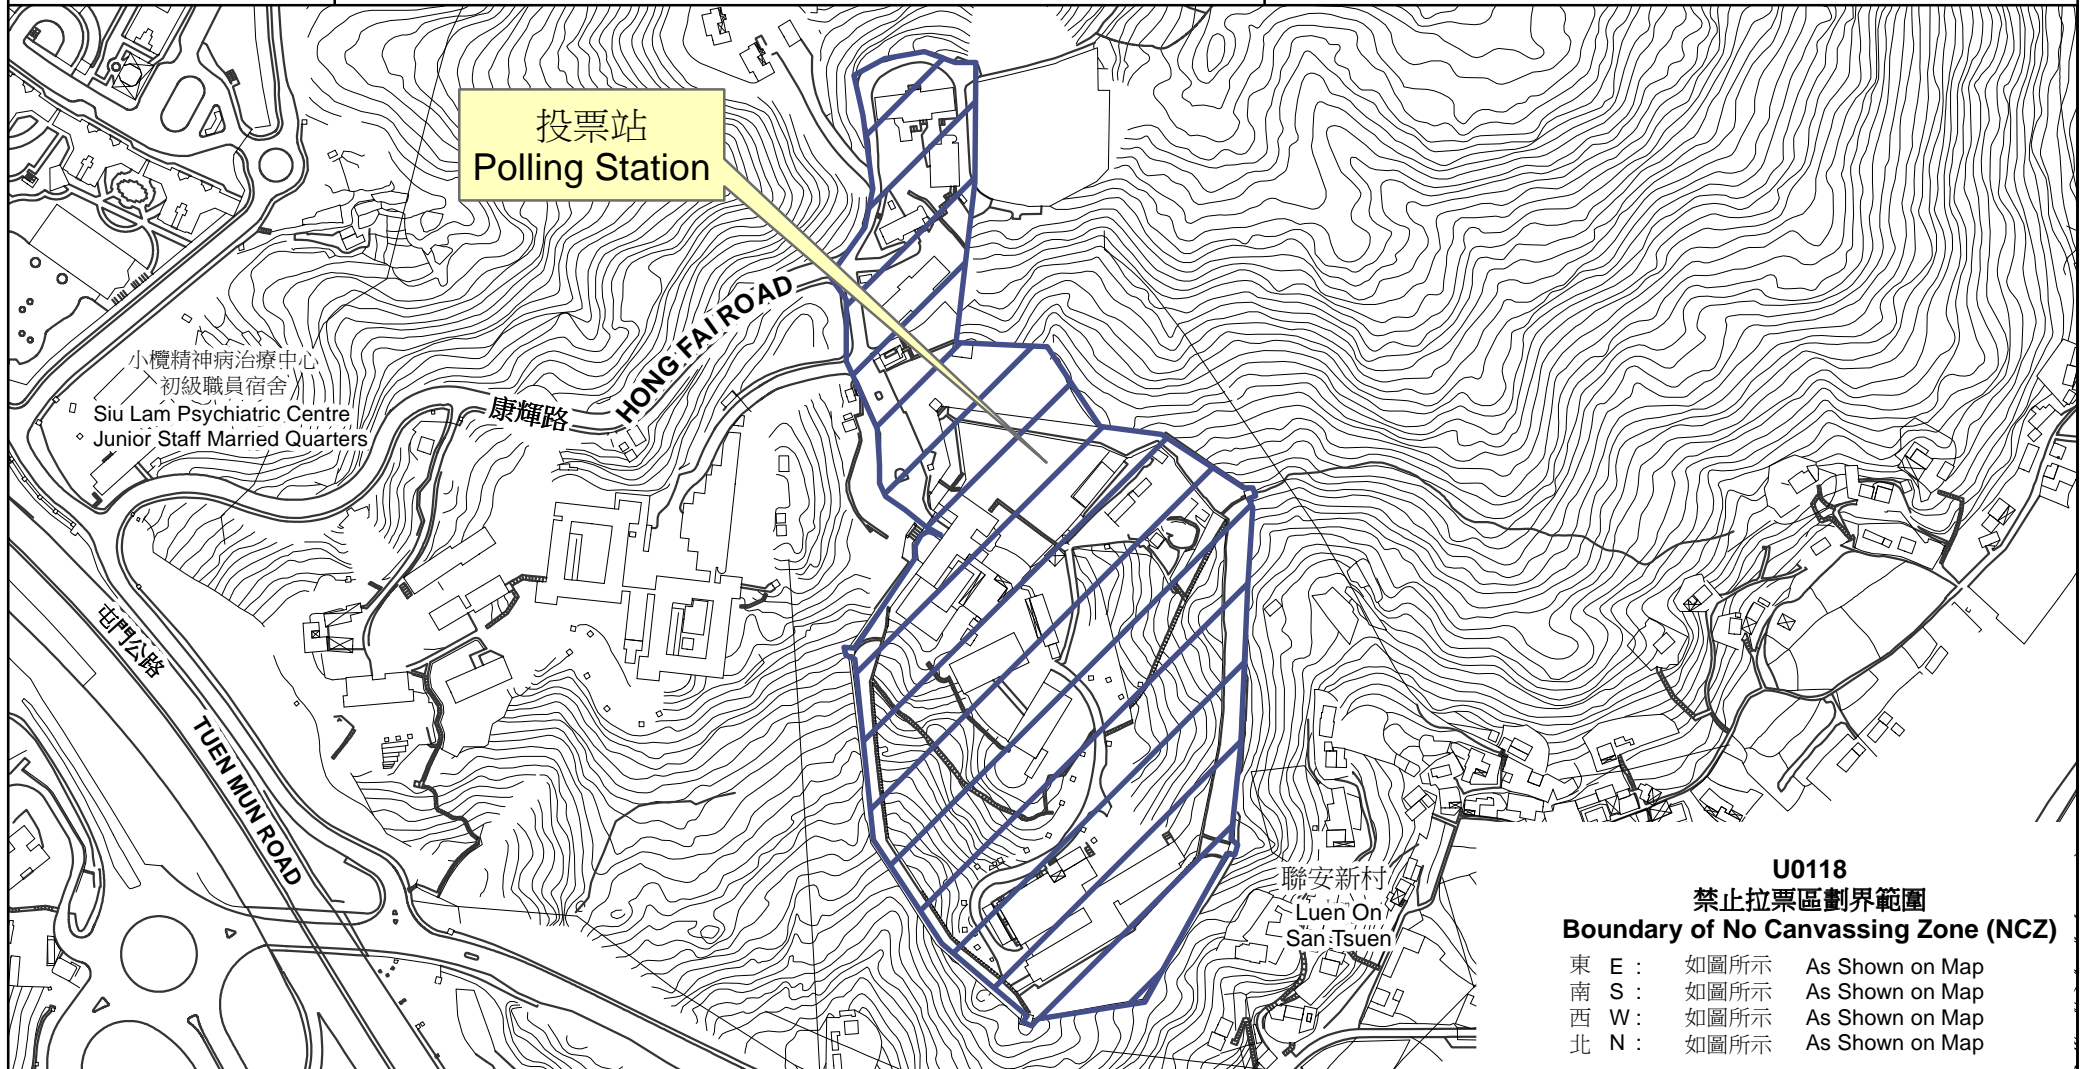 投票站
Polling Station
HONG FAI ROAD
康輝路
小欖精神病治療中心
初級職員宿舍
Siu Lam Psychiatric Centre
Junior Staff Married Quarters
屯門公路
TUEN MUN ROAD
聯安新村
Luen On
San Tsuen
U0118
禁止拉票區劃界範圍
Boundary of No Canvassing Zone (NCZ)
東 E : 如圖所示 As Shown on Map
南 S : 如圖所示 As Shown on Map
西 W : 如圖所示 As Shown on Map
北 N : 如圖所示 As Shown on Map